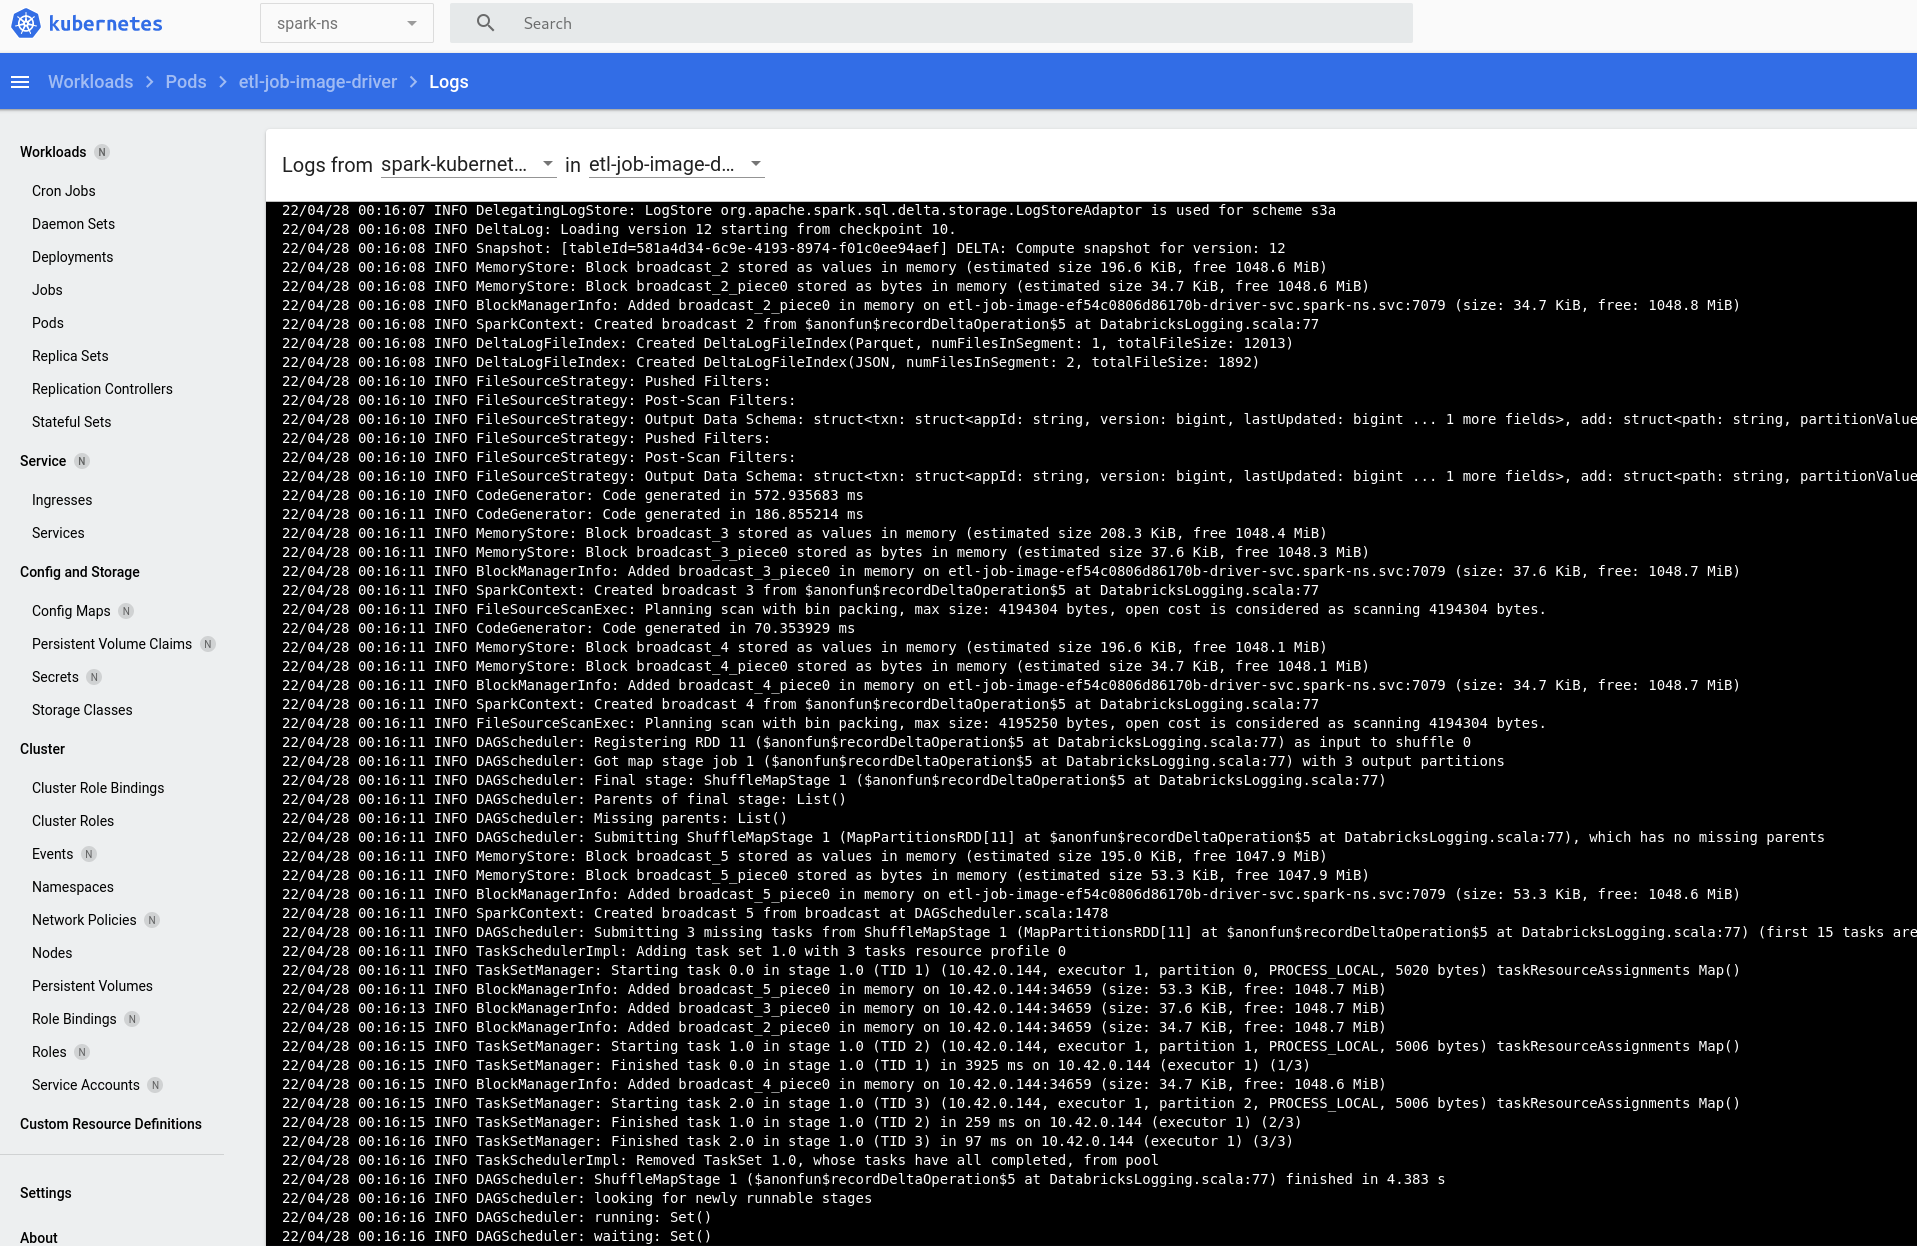 kubernetes
spark-ns
Search
Workloads
Pods
etl-job-image-driver
Logs
Workloads N
Cron Jobs
Daemon Sets
Deployments
Jobs
Pods
Replica Sets
Replication Controllers
Stateful Sets
Service N
Ingresses
Services
Config and Storage
Config Maps N
Persistent Volume Claims N
Secrets N
Storage Classes
Cluster
Cluster Role Bindings
Cluster Roles
Events N
Namespaces
Network Policies N
Nodes
Persistent Volumes
Role Bindings N
Roles N
Service Accounts N
Custom Resource Definitions
Settings
About
Logs from spark-kubernet... in etl-job-image-d...
22/04/28 00:16:07 INFO DelegatingLogStore: LogStore org.apache.spark.sql.delta.storage.LogStoreAdaptor is used for scheme s3a
22/04/28 00:16:08 INFO DeltaLog: Loading version 12 starting from checkpoint 10.
22/04/28 00:16:08 INFO Snapshot: [tableId=581a4d34-6c9e-4193-8974-f01c0ee94aef] DELTA: Compute snapshot for version: 12
22/04/28 00:16:08 INFO MemoryStore: Block broadcast_2 stored as values in memory (estimated size 196.6 KiB, free 1048.6 MiB)
22/04/28 00:16:08 INFO MemoryStore: Block broadcast_2_piece0 stored as bytes in memory (estimated size 34.7 KiB, free 1048.6 MiB)
22/04/28 00:16:08 INFO BlockManagerInfo: Added broadcast_2_piece0 in memory on etl-job-image-ef54c0806d86170b-driver-svc.spark-ns.svc:7079 (size: 34.7 KiB, free: 1048.8 MiB)
22/04/28 00:16:08 INFO SparkContext: Created broadcast 2 from $anonfun$recordDeltaOperation$5 at DatabricksLogging.scala:77
22/04/28 00:16:08 INFO DeltaLogFileIndex: Created DeltaLogFileIndex(Parquet, numFilesInSegment: 1, totalFileSize: 12013)
22/04/28 00:16:08 INFO DeltaLogFileIndex: Created DeltaLogFileIndex(JSON, numFilesInSegment: 2, totalFileSize: 1892)
22/04/28 00:16:10 INFO FileSourceStrategy: Pushed Filters:
22/04/28 00:16:10 INFO FileSourceStrategy: Post-Scan Filters:
22/04/28 00:16:10 INFO FileSourceStrategy: Output Data Schema: struct<txn: struct<appId: string, version: bigint, lastUpdated: bigint ... 1 more fields>, add: struct<path: string, partitionValue
22/04/28 00:16:10 INFO FileSourceStrategy: Pushed Filters:
22/04/28 00:16:10 INFO FileSourceStrategy: Post-Scan Filters:
22/04/28 00:16:10 INFO FileSourceStrategy: Output Data Schema: struct<txn: struct<appId: string, version: bigint, lastUpdated: bigint ... 1 more fields>, add: struct<path: string, partitionValue
22/04/28 00:16:10 INFO CodeGenerator: Code generated in 572.935683 ms
22/04/28 00:16:11 INFO CodeGenerator: Code generated in 186.855214 ms
22/04/28 00:16:11 INFO MemoryStore: Block broadcast_3 stored as values in memory (estimated size 208.3 KiB, free 1048.4 MiB)
22/04/28 00:16:11 INFO MemoryStore: Block broadcast_3_piece0 stored as bytes in memory (estimated size 37.6 KiB, free 1048.3 MiB)
22/04/28 00:16:11 INFO BlockManagerInfo: Added broadcast_3_piece0 in memory on etl-job-image-ef54c0806d86170b-driver-svc.spark-ns.svc:7079 (size: 37.6 KiB, free: 1048.7 MiB)
22/04/28 00:16:11 INFO SparkContext: Created broadcast 3 from $anonfun$recordDeltaOperation$5 at DatabricksLogging.scala:77
22/04/28 00:16:11 INFO FileSourceScanExec: Planning scan with bin packing, max size: 4194304 bytes, open cost is considered as scanning 4194304 bytes.
22/04/28 00:16:11 INFO CodeGenerator: Code generated in 70.353929 ms
22/04/28 00:16:11 INFO MemoryStore: Block broadcast_4 stored as values in memory (estimated size 196.6 KiB, free 1048.1 MiB)
22/04/28 00:16:11 INFO MemoryStore: Block broadcast_4_piece0 stored as bytes in memory (estimated size 34.7 KiB, free 1048.1 MiB)
22/04/28 00:16:11 INFO BlockManagerInfo: Added broadcast_4_piece0 in memory on etl-job-image-ef54c0806d86170b-driver-svc.spark-ns.svc:7079 (size: 34.7 KiB, free: 1048.7 MiB)
22/04/28 00:16:11 INFO SparkContext: Created broadcast 4 from $anonfun$recordDeltaOperation$5 at DatabricksLogging.scala:77
22/04/28 00:16:11 INFO FileSourceScanExec: Planning scan with bin packing, max size: 4195250 bytes, open cost is considered as scanning 4194304 bytes.
22/04/28 00:16:11 INFO DAGScheduler: Registering RDD 11 ($anonfun$recordDeltaOperation$5 at DatabricksLogging.scala:77) as input to shuffle 0
22/04/28 00:16:11 INFO DAGScheduler: Got map stage job 1 ($anonfun$recordDeltaOperation$5 at DatabricksLogging.scala:77) with 3 output partitions
22/04/28 00:16:11 INFO DAGScheduler: Final stage: ShuffleMapStage 1 ($anonfun$recordDeltaOperation$5 at DatabricksLogging.scala:77)
22/04/28 00:16:11 INFO DAGScheduler: Parents of final stage: List()
22/04/28 00:16:11 INFO DAGScheduler: Missing parents: List()
22/04/28 00:16:11 INFO DAGScheduler: Submitting ShuffleMapStage 1 (MapPartitionsRDD[11] at $anonfun$recordDeltaOperation$5 at DatabricksLogging.scala:77), which has no missing parents
22/04/28 00:16:11 INFO MemoryStore: Block broadcast_5 stored as values in memory (estimated size 195.0 KiB, free 1047.9 MiB)
22/04/28 00:16:11 INFO MemoryStore: Block broadcast_5_piece0 stored as bytes in memory (estimated size 53.3 KiB, free 1047.9 MiB)
22/04/28 00:16:11 INFO BlockManagerInfo: Added broadcast_5_piece0 in memory on etl-job-image-ef54c0806d86170b-driver-svc.spark-ns.svc:7079 (size: 53.3 KiB, free: 1048.6 MiB)
22/04/28 00:16:11 INFO SparkContext: Created broadcast 5 from broadcast at DAGScheduler.scala:1478
22/04/28 00:16:11 INFO DAGScheduler: Submitting 3 missing tasks from ShuffleMapStage 1 (MapPartitionsRDD[11] at $anonfun$recordDeltaOperation$5 at DatabricksLogging.scala:77) (first 15 tasks are
22/04/28 00:16:11 INFO TaskSchedulerImpl: Adding task set 1.0 with 3 tasks resource profile 0
22/04/28 00:16:11 INFO TaskSetManager: Starting task 0.0 in stage 1.0 (TID 1) (10.42.0.144, executor 1, partition 0, PROCESS_LOCAL, 5020 bytes) taskResourceAssignments Map()
22/04/28 00:16:11 INFO BlockManagerInfo: Added broadcast_5_piece0 in memory on 10.42.0.144:34659 (size: 53.3 KiB, free: 1048.7 MiB)
22/04/28 00:16:13 INFO BlockManagerInfo: Added broadcast_3_piece0 in memory on 10.42.0.144:34659 (size: 37.6 KiB, free: 1048.7 MiB)
22/04/28 00:16:15 INFO BlockManagerInfo: Added broadcast_2_piece0 in memory on 10.42.0.144:34659 (size: 34.7 KiB, free: 1048.7 MiB)
22/04/28 00:16:15 INFO TaskSetManager: Starting task 1.0 in stage 1.0 (TID 2) (10.42.0.144, executor 1, partition 1, PROCESS_LOCAL, 5006 bytes) taskResourceAssignments Map()
22/04/28 00:16:15 INFO TaskSetManager: Finished task 0.0 in stage 1.0 (TID 1) in 3925 ms on 10.42.0.144 (executor 1) (1/3)
22/04/28 00:16:15 INFO BlockManagerInfo: Added broadcast_4_piece0 in memory on 10.42.0.144:34659 (size: 34.7 KiB, free: 1048.6 MiB)
22/04/28 00:16:15 INFO TaskSetManager: Starting task 2.0 in stage 1.0 (TID 3) (10.42.0.144, executor 1, partition 2, PROCESS_LOCAL, 5006 bytes) taskResourceAssignments Map()
22/04/28 00:16:15 INFO TaskSetManager: Finished task 1.0 in stage 1.0 (TID 2) in 259 ms on 10.42.0.144 (executor 1) (2/3)
22/04/28 00:16:16 INFO TaskSetManager: Finished task 2.0 in stage 1.0 (TID 3) in 97 ms on 10.42.0.144 (executor 1) (3/3)
22/04/28 00:16:16 INFO TaskSchedulerImpl: Removed TaskSet 1.0, whose tasks have all completed, from pool
22/04/28 00:16:16 INFO DAGScheduler: ShuffleMapStage 1 ($anonfun$recordDeltaOperation$5 at DatabricksLogging.scala:77) finished in 4.383 s
22/04/28 00:16:16 INFO DAGScheduler: looking for newly runnable stages
22/04/28 00:16:16 INFO DAGScheduler: running: Set()
22/04/28 00:16:16 INFO DAGScheduler: waiting: Set()